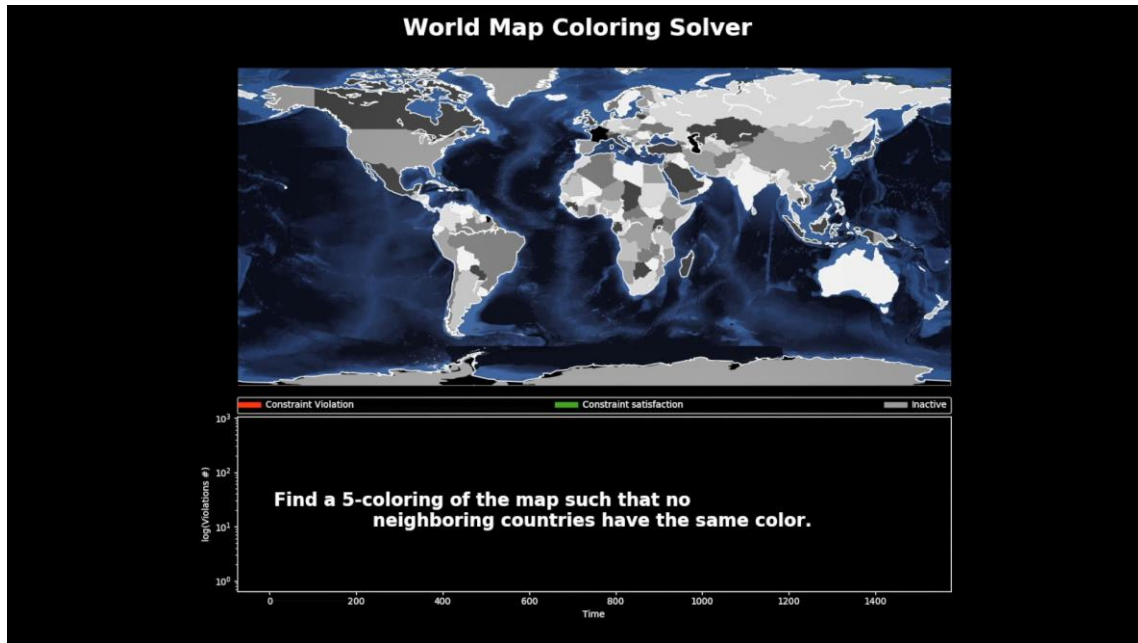 World Map Coloring Solver
Constraint Violation
Constraint satisfaction
Inactive
10³
10²
10¹
10⁰
log(Violations #)
Find a 5-coloring of the map such that no
neighboring countries have the same color.
0
200
400
600
800
1000
1200
1400
Time